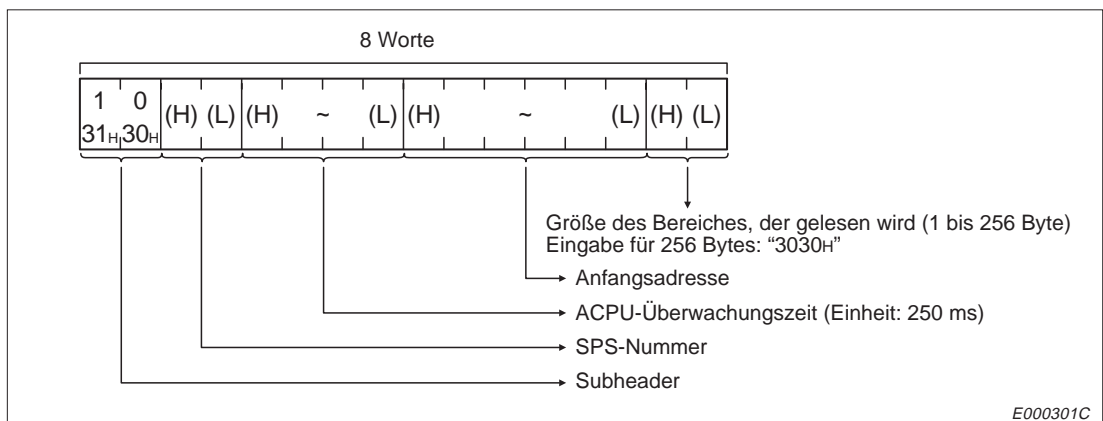 8 Worte
1 0 (H) (L) (H) ~ (L) (H) ~ (L) (H) (L)
31H 30H
Größe des Bereiches, der gelesen wird (1 bis 256 Byte)
Eingabe für 256 Bytes: “3030H”
Anfangsadresse
ACPU-Überwachungszeit (Einheit: 250 ms)
SPS-Nummer
Subheader
E000301C